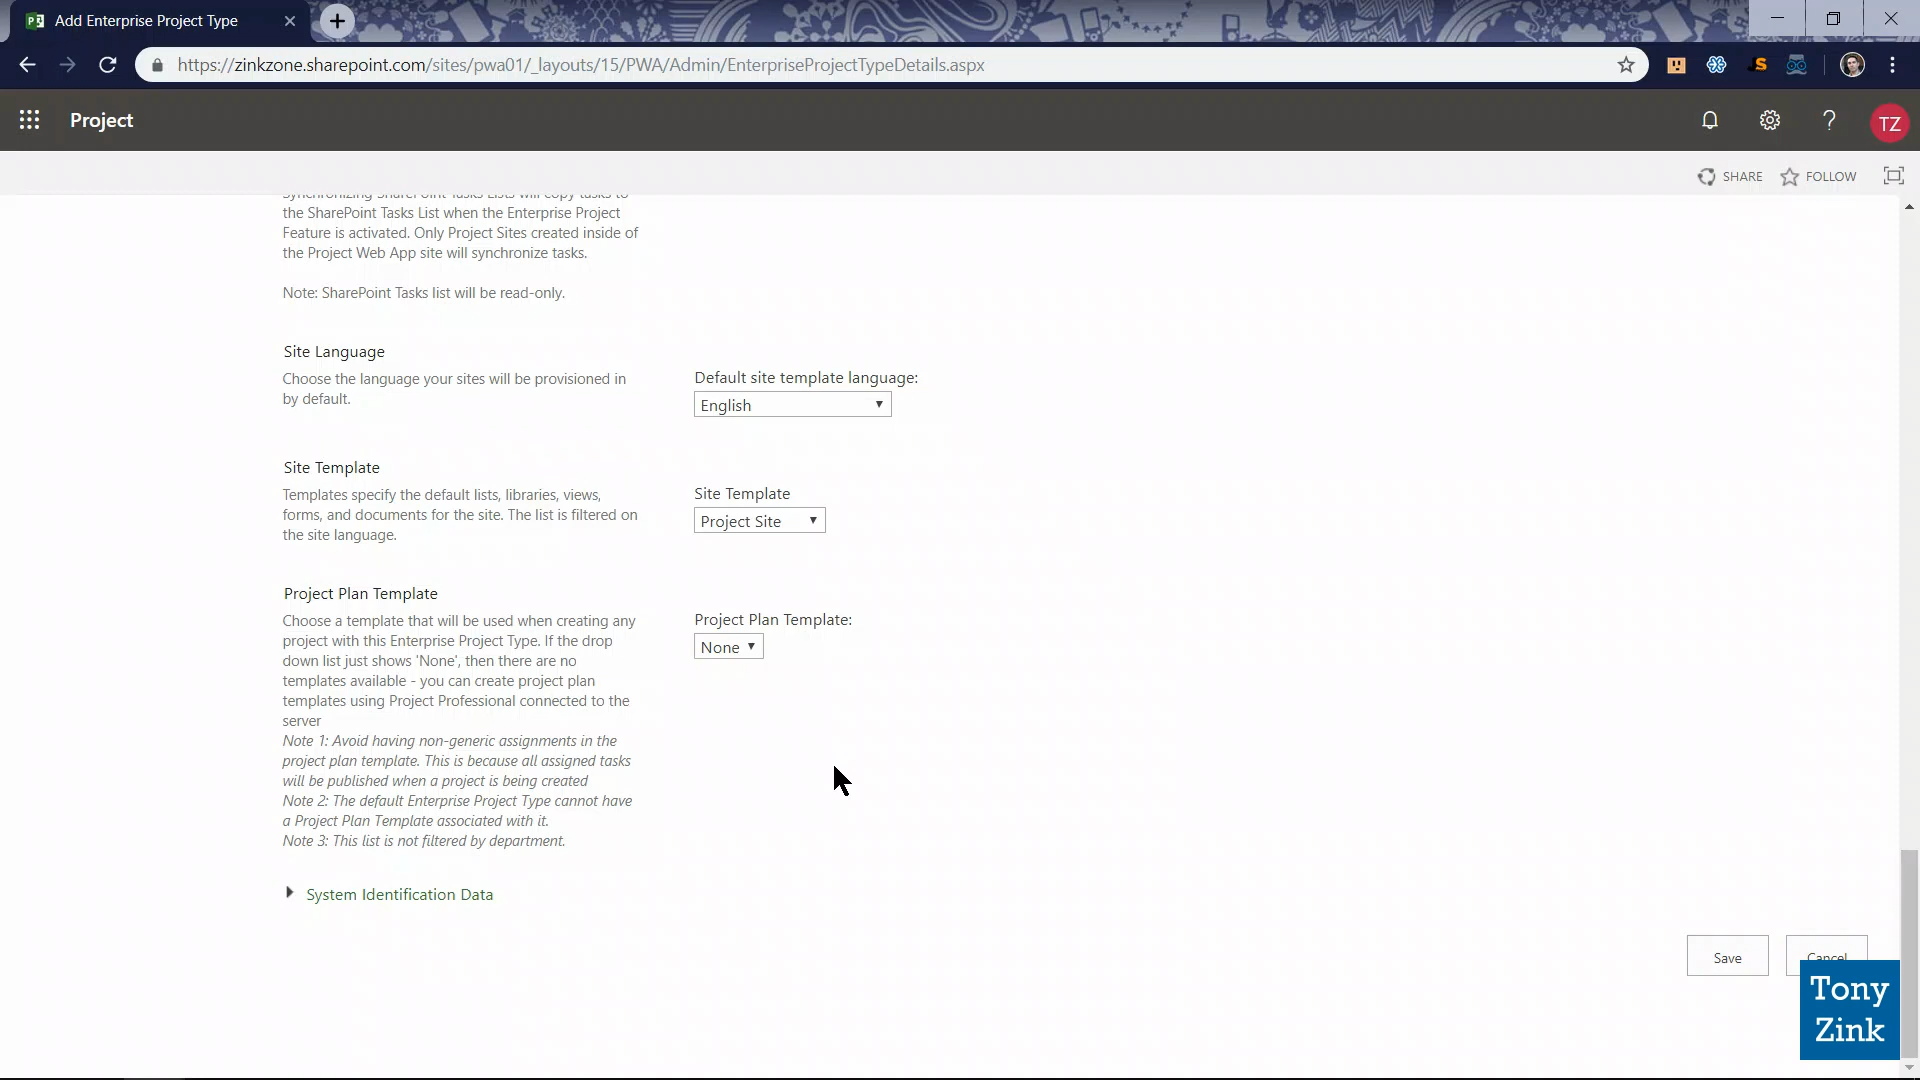 Add Enterprise Project Type
https://zinkzone.sharepoint.com/sites/pwa01/_layouts/15/PWA/Admin/EnterpriseProjectTypeDetails.aspx
Project
TZ
SHARE
FOLLOW
Synchronizing SharePoint Tasks Lists will copy tasks to
the SharePoint Tasks List when the Enterprise Project
Feature is activated. Only Project Sites created inside of
the Project Web App site will synchronize tasks.
Note: SharePoint Tasks list will be read-only.
Site Language
Choose the language your sites will be provisioned in
by default.
Default site template language:
English
Site Template
Templates specify the default lists, libraries, views,
forms, and documents for the site. The list is filtered on
the site language.
Site Template
Project Site
Project Plan Template
Choose a template that will be used when creating any
project with this Enterprise Project Type. If the drop
down list just shows 'None', then there are no
templates available - you can create project plan
templates using Project Professional connected to the
server
Note 1: Avoid having non-generic assignments in the
project plan template. This is because all assigned tasks
will be published when a project is being created
Note 2: The default Enterprise Project Type cannot have
a Project Plan Template associated with it.
Note 3: This list is not filtered by department.
Project Plan Template:
None
System Identification Data
Save
Cancel
Tony
Zink